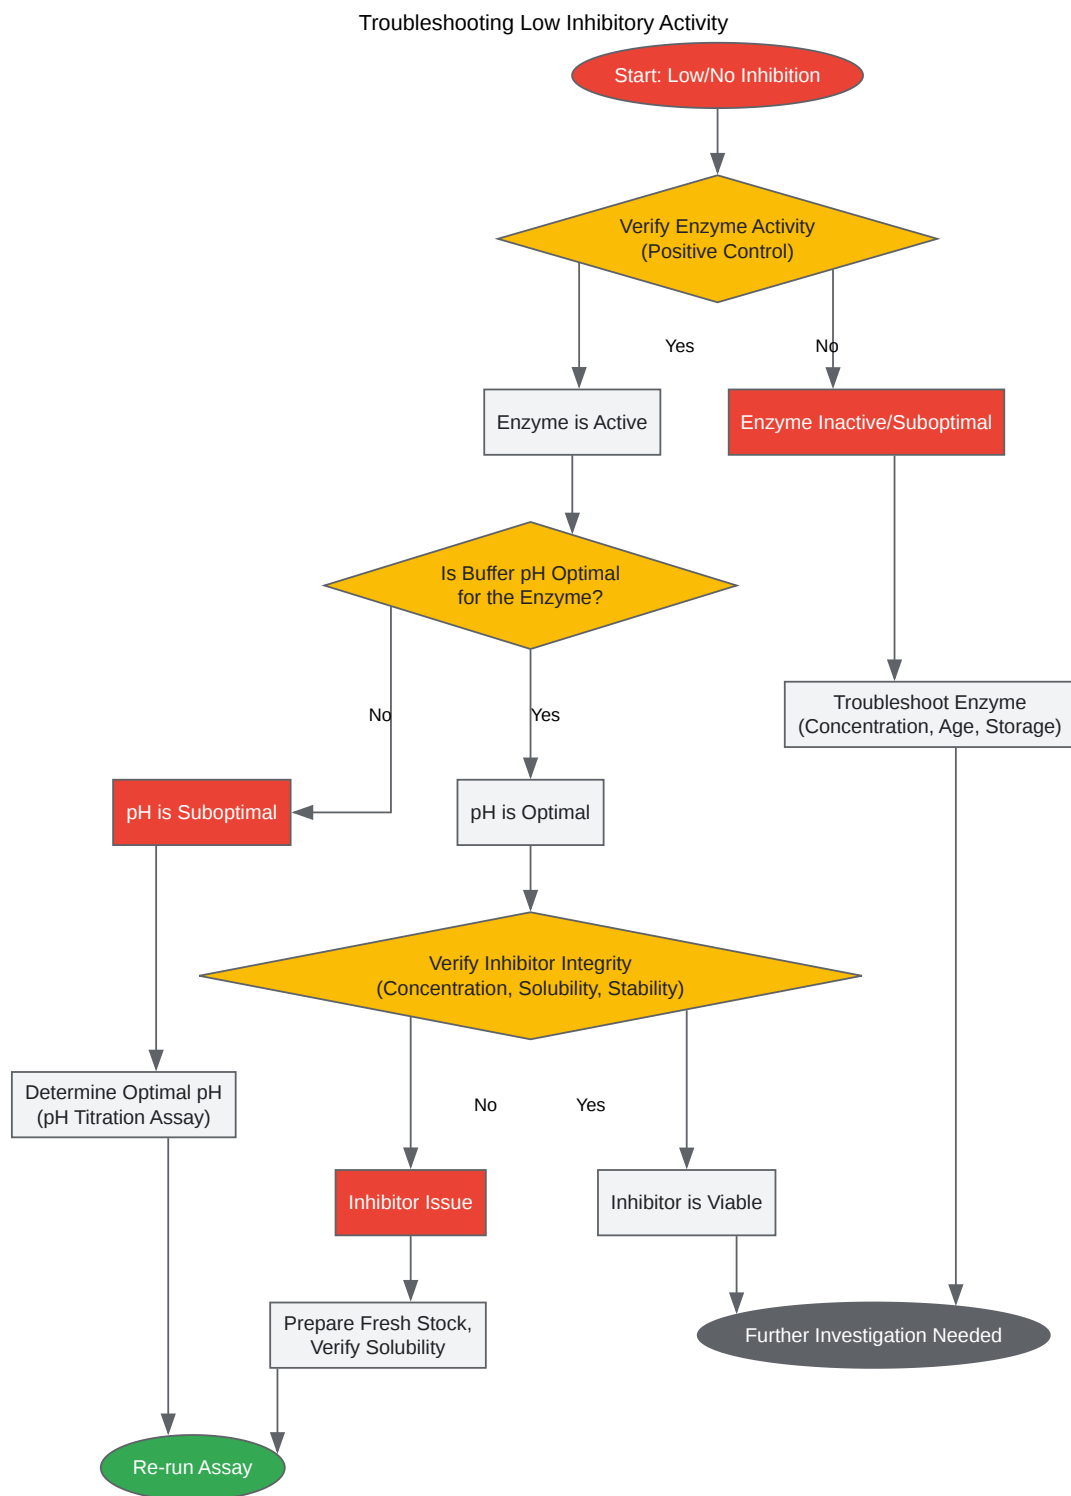 Troubleshooting Low Inhibitory Activity
Start: Low/No Inhibition
Verify Enzyme Activity
(Positive Control)
Yes
No
Enzyme is Active
Enzyme Inactive/Suboptimal
Is Buffer pH Optimal
for the Enzyme?
Troubleshoot Enzyme
(Concentration, Age, Storage)
No
Yes
pH is Suboptimal
pH is Optimal
Verify Inhibitor Integrity
(Concentration, Solubility, Stability)
Determine Optimal pH
(pH Titration Assay)
No
Yes
Inhibitor Issue
Inhibitor is Viable
Prepare Fresh Stock,
Verify Solubility
Further Investigation Needed
Re-run Assay